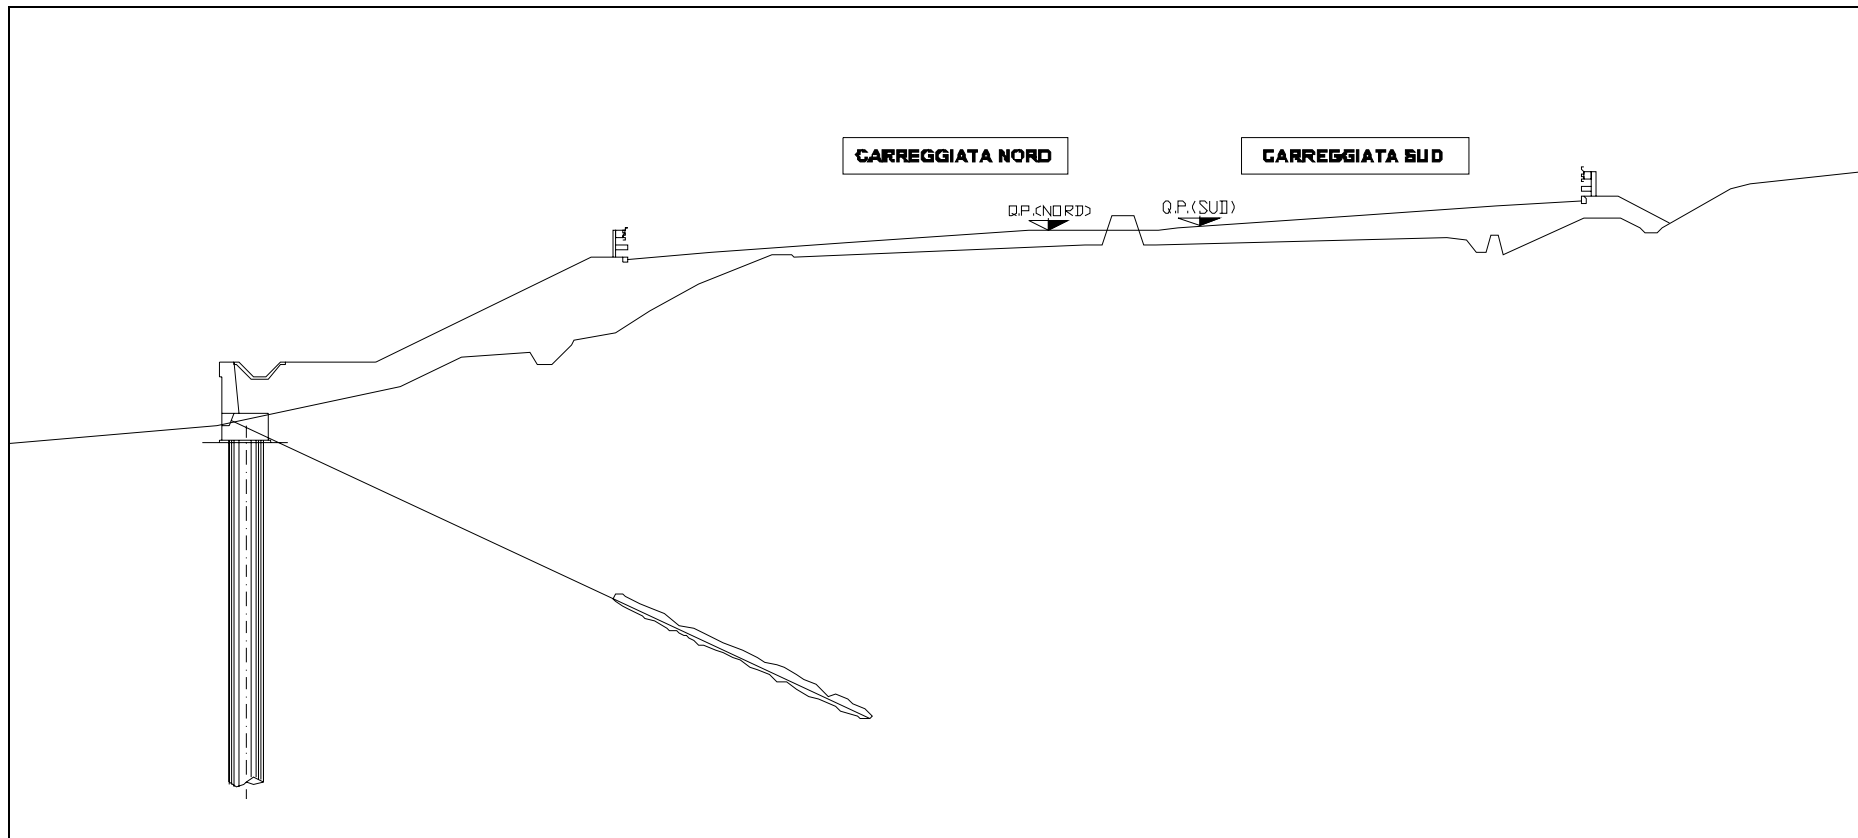 CARREGGIATA NORD
CARREGGIATA SUD
Q.P.(NORD)
Q.P.(SUD)